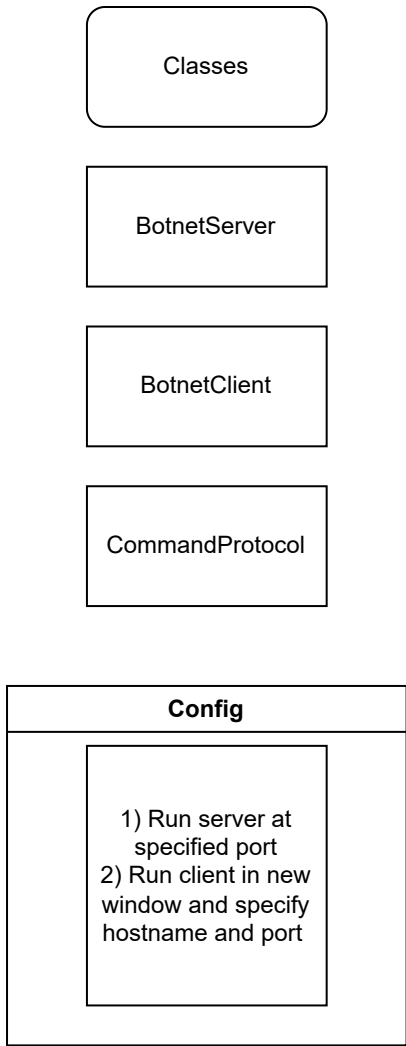 Classes
BotnetServer
BotnetClient
CommandProtocol
Config
1) Run server at
specified port
2) Run client in new
window and specify
hostname and port